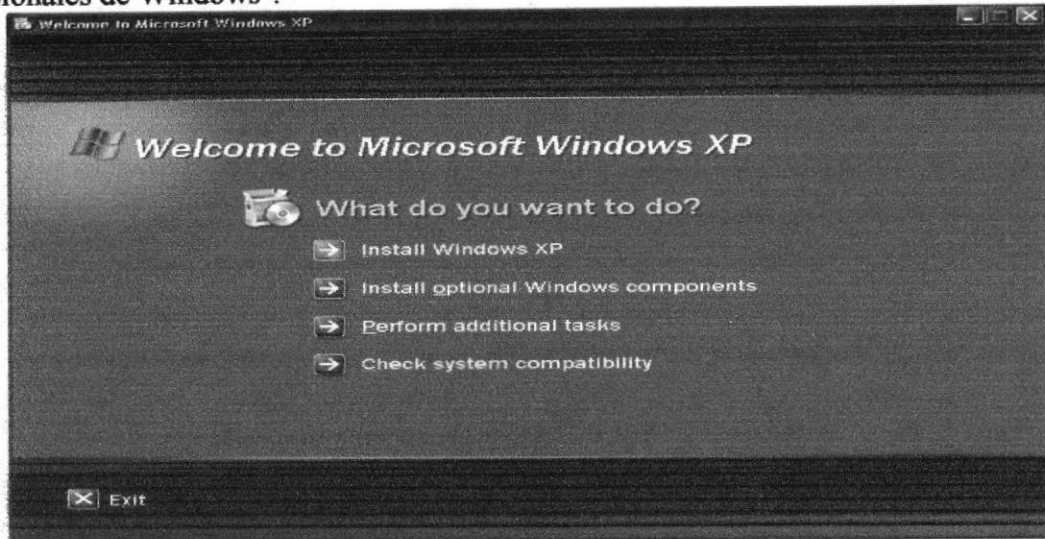 de Windows".
Welcome to Microsoft Windows XP
Welcome to Microsoft Windows XP
What do you want to do?
Install Windows XP
Install optional Windows components
Perform additional tasks
Check system compatibility
Exit